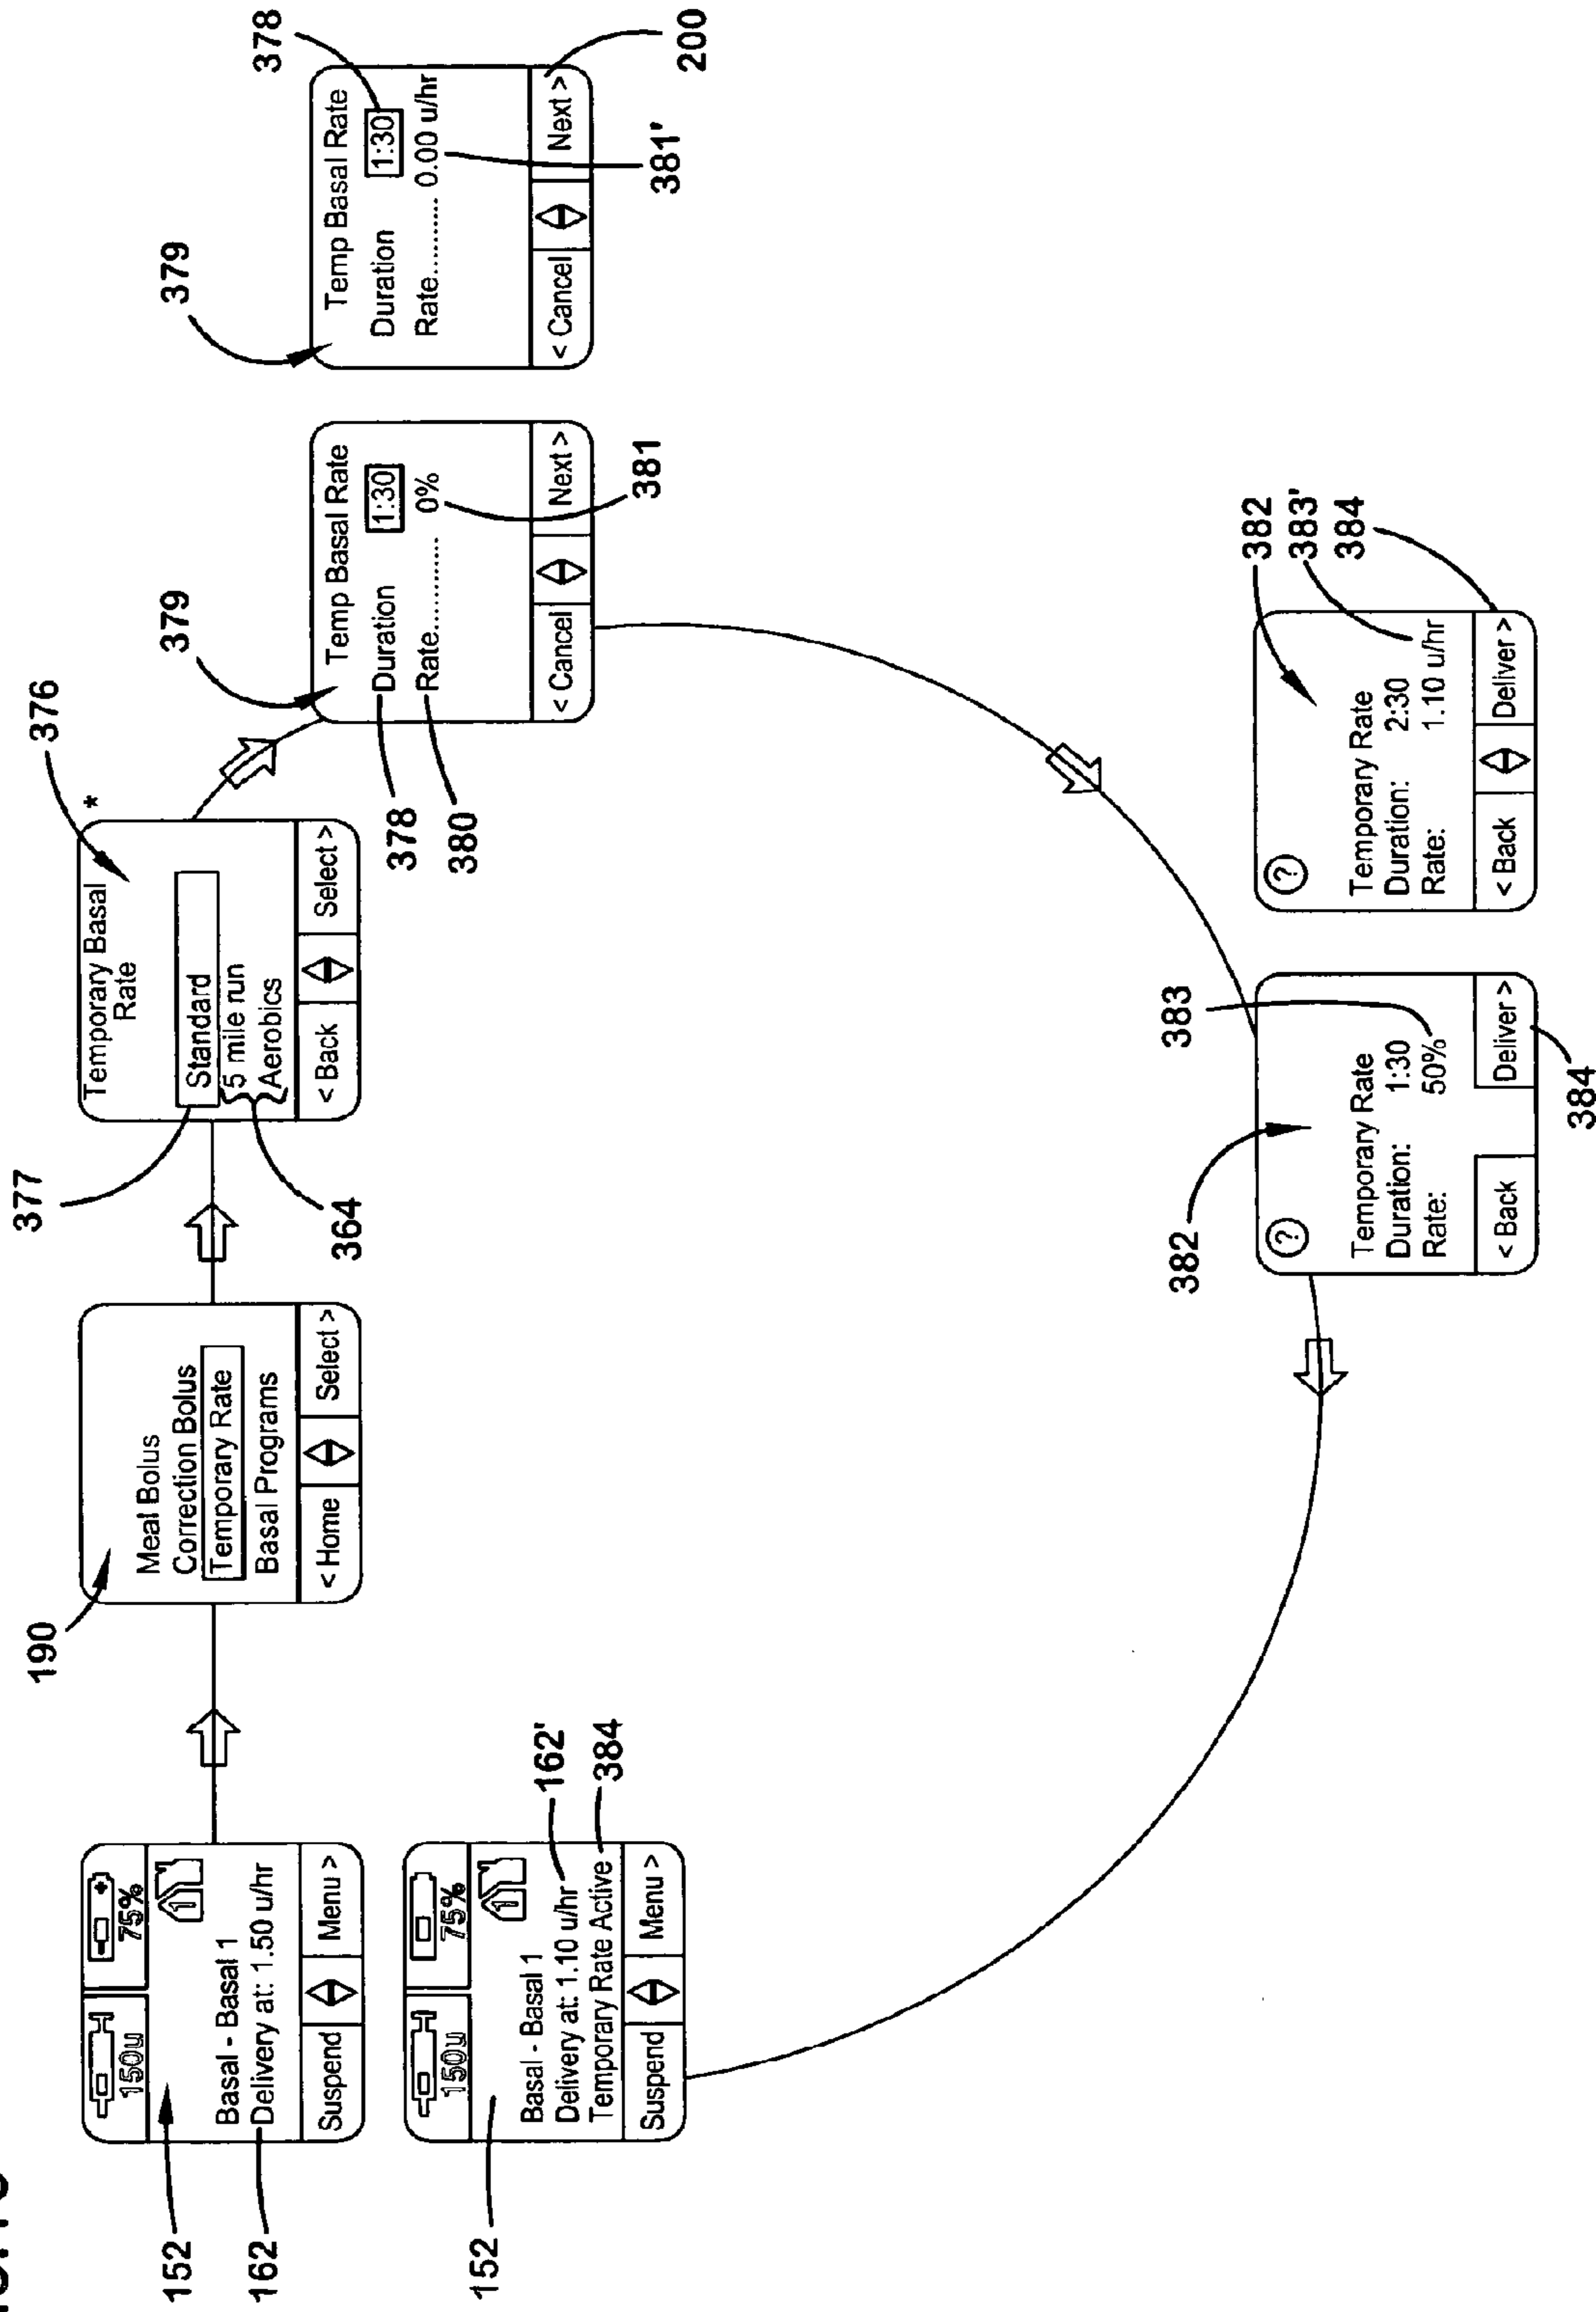 152
162
150u
75%
1
Basal - Basal 1
Delivery at: 1.50 u/hr
Suspend
Menu >
190
Meal Bolus
Correction Bolus
Temporary Rate
Basal Programs
< Home
Select >
377
376
*
Temporary Basal
Rate
Standard
5 mile run
Aerobics
< Back
Select >
364
379
378
380
Temp Basal Rate
Duration 1:30
Rate............ 0%
< Cancel
Next >
381
379
378
Temp Basal Rate
Duration 1:30
Rate.......... 0.00 u/hr
< Cancel
Next >
381'
200
152
150u
75%
1
Basal - Basal 1
Delivery at: 1.10 u/hr
Temporary Rate Active
Suspend
Menu >
162'
384
382
383
?
Temporary Rate
Duration: 1:30
Rate: 50%
< Back
Deliver >
384
382
383'
384
?
Temporary Rate
Duration: 2:30
Rate: 1.10 u/hr
< Back
Deliver >